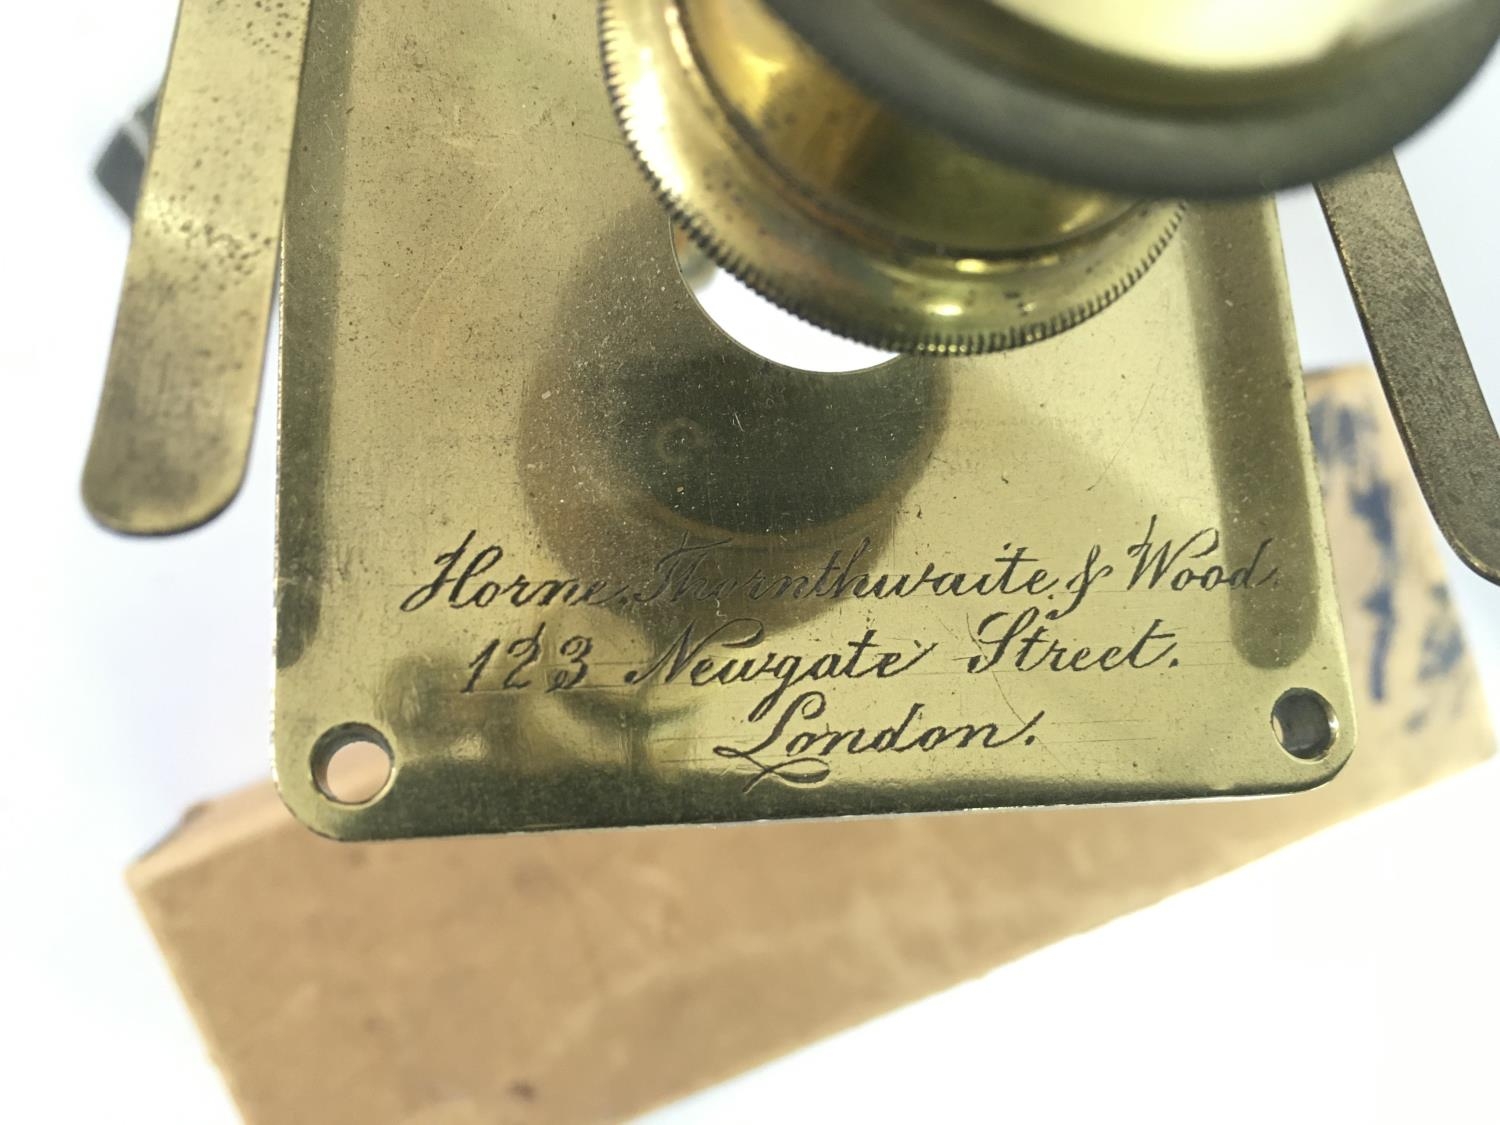 Horne, Thornthwaite, & Wood
123 Newgate Street.
London.